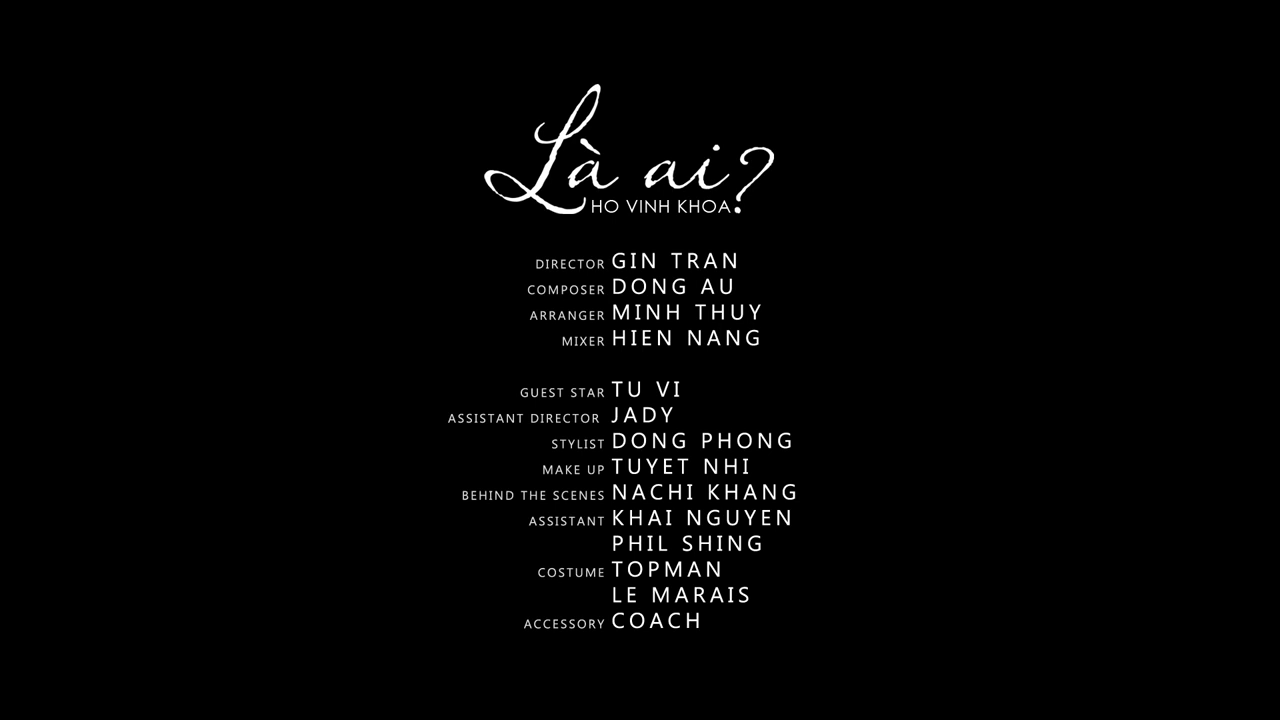 Là ai?
HO VINH KHOA
DIRECTOR GIN TRAN
COMPOSER DONG AU
ARRANGER MINH THUY
MIXER HIEN NANG
GUEST STAR TU VI
ASSISTANT DIRECTOR JADY
STYLIST DONG PHONG
MAKE UP TUYET NHI
BEHIND THE SCENES NACHI KHANG
ASSISTANT KHAI NGUYEN
PHIL SHING
COSTUME TOPMAN
LE MARAIS
ACCESSORY COACH